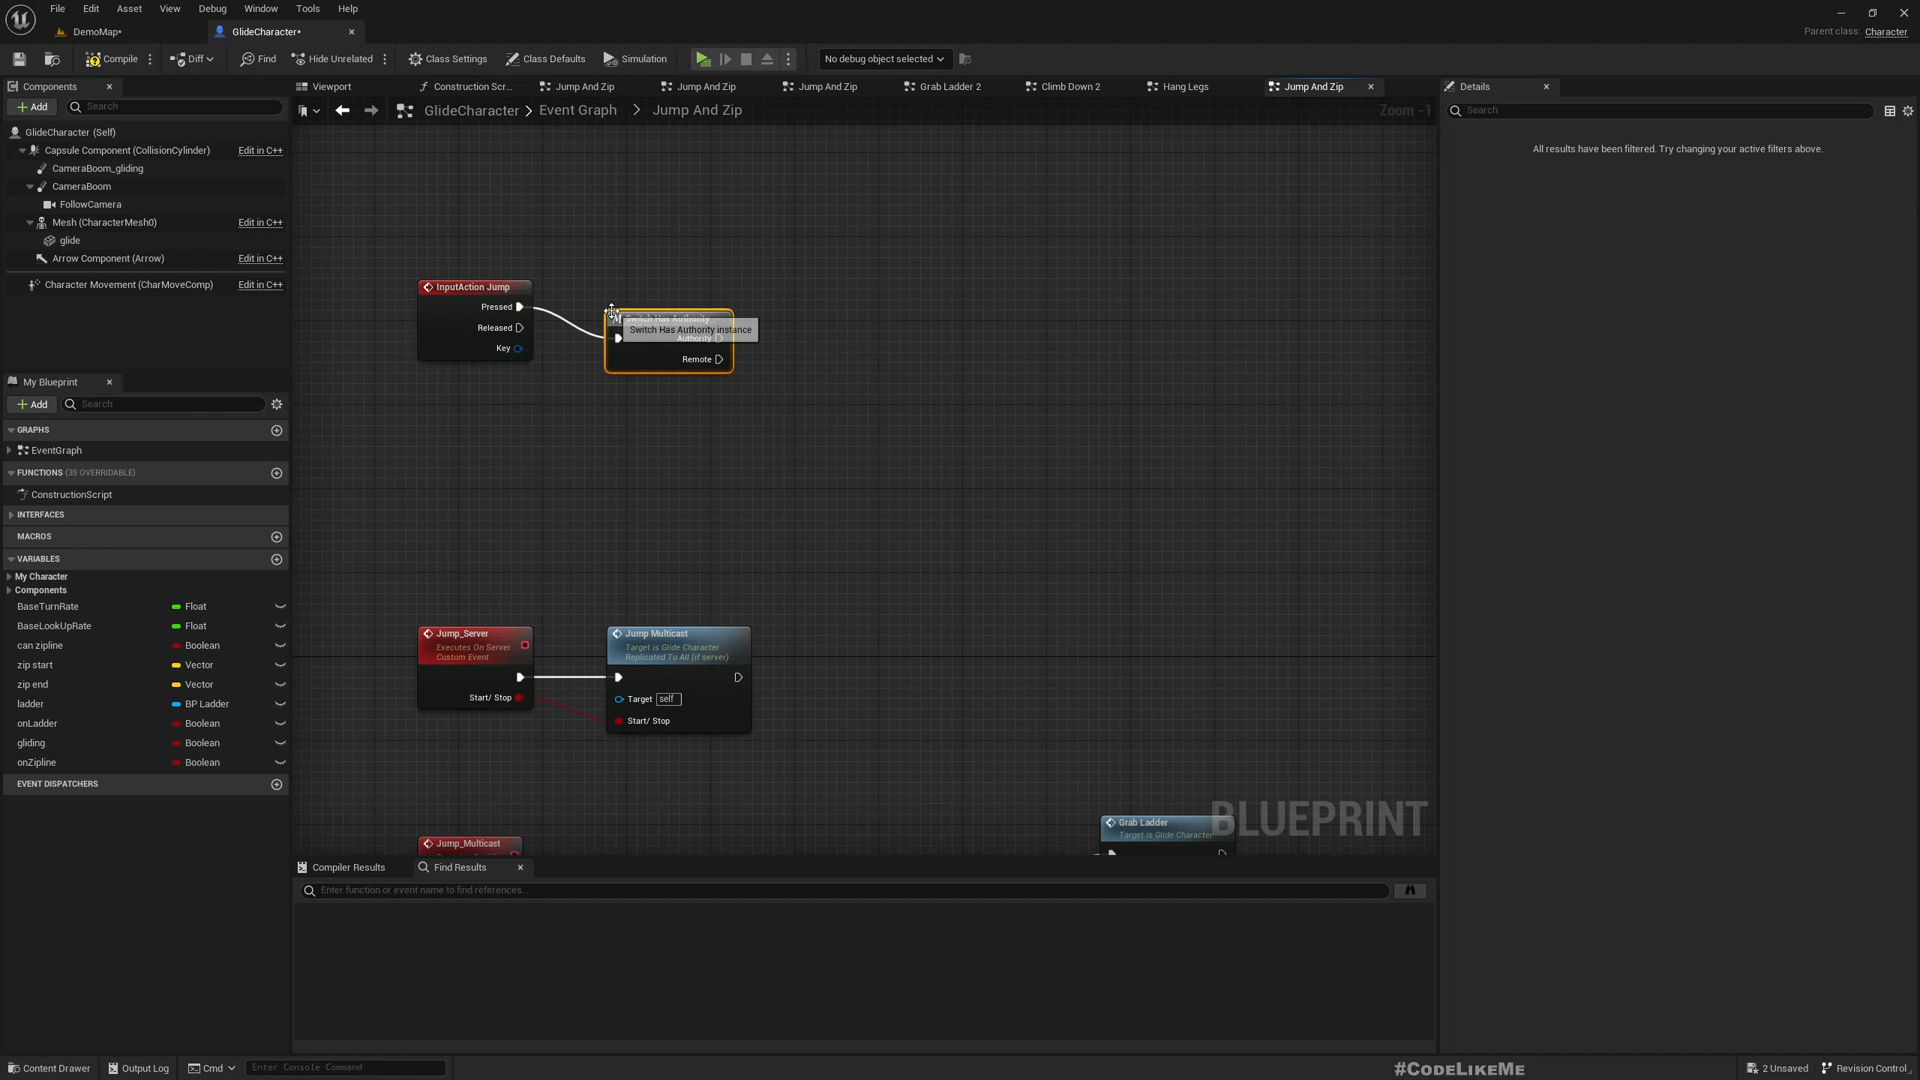 File Edit Asset View Debug Window Tools Help
DemoMap*
GlideCharacter*
Parent class: Character
Compile
Diff
Find
Hide Unrelated
Class Settings
Class Defaults
Simulation
No debug object selected
Components
Add
Search
GlideCharacter (Self)
Capsule Component (CollisionCylinder) Edit in C++
CameraBoom_gliding
CameraBoom
FollowCamera
Mesh (CharacterMesh0) Edit in C++
glide
Arrow Component (Arrow) Edit in C++
Character Movement (CharMoveComp) Edit in C++
My Blueprint
Add
Search
GRAPHS
EventGraph
FUNCTIONS (35 OVERRIDABLE)
ConstructionScript
INTERFACES
MACROS
VARIABLES
My Character
Components
BaseTurnRate Float
BaseLookUpRate Float
can zipline Boolean
zip start Vector
zip end Vector
ladder BP Ladder
onLadder Boolean
gliding Boolean
onZipline Boolean
EVENT DISPATCHERS
Viewport
Construction Scr...
Jump And Zip
Jump And Zip
Jump And Zip
Grab Ladder 2
Climb Down 2
Hang Legs
Jump And Zip
GlideCharacter > Event Graph > Jump And Zip
Zoom -1
InputAction Jump
Pressed
Released
Key
Switch Has Authority
Switch Has Authority instance
Authority
Remote
Jump_Server
Executes On Server
Custom Event
Start/ Stop
Jump Multicast
Target is Glide Character
Replicated To All (if server)
Target self
Start/ Stop
Jump_Multicast
Grab Ladder
Target is Glide Character
BLUEPRINT
Compiler Results
Find Results
Enter function or event name to find references...
Details
Search
All results have been filtered. Try changing your active filters above.
Content Drawer
Output Log
Cmd
Enter Console Command
#CodeLikeMe
2 Unsaved
Revision Control